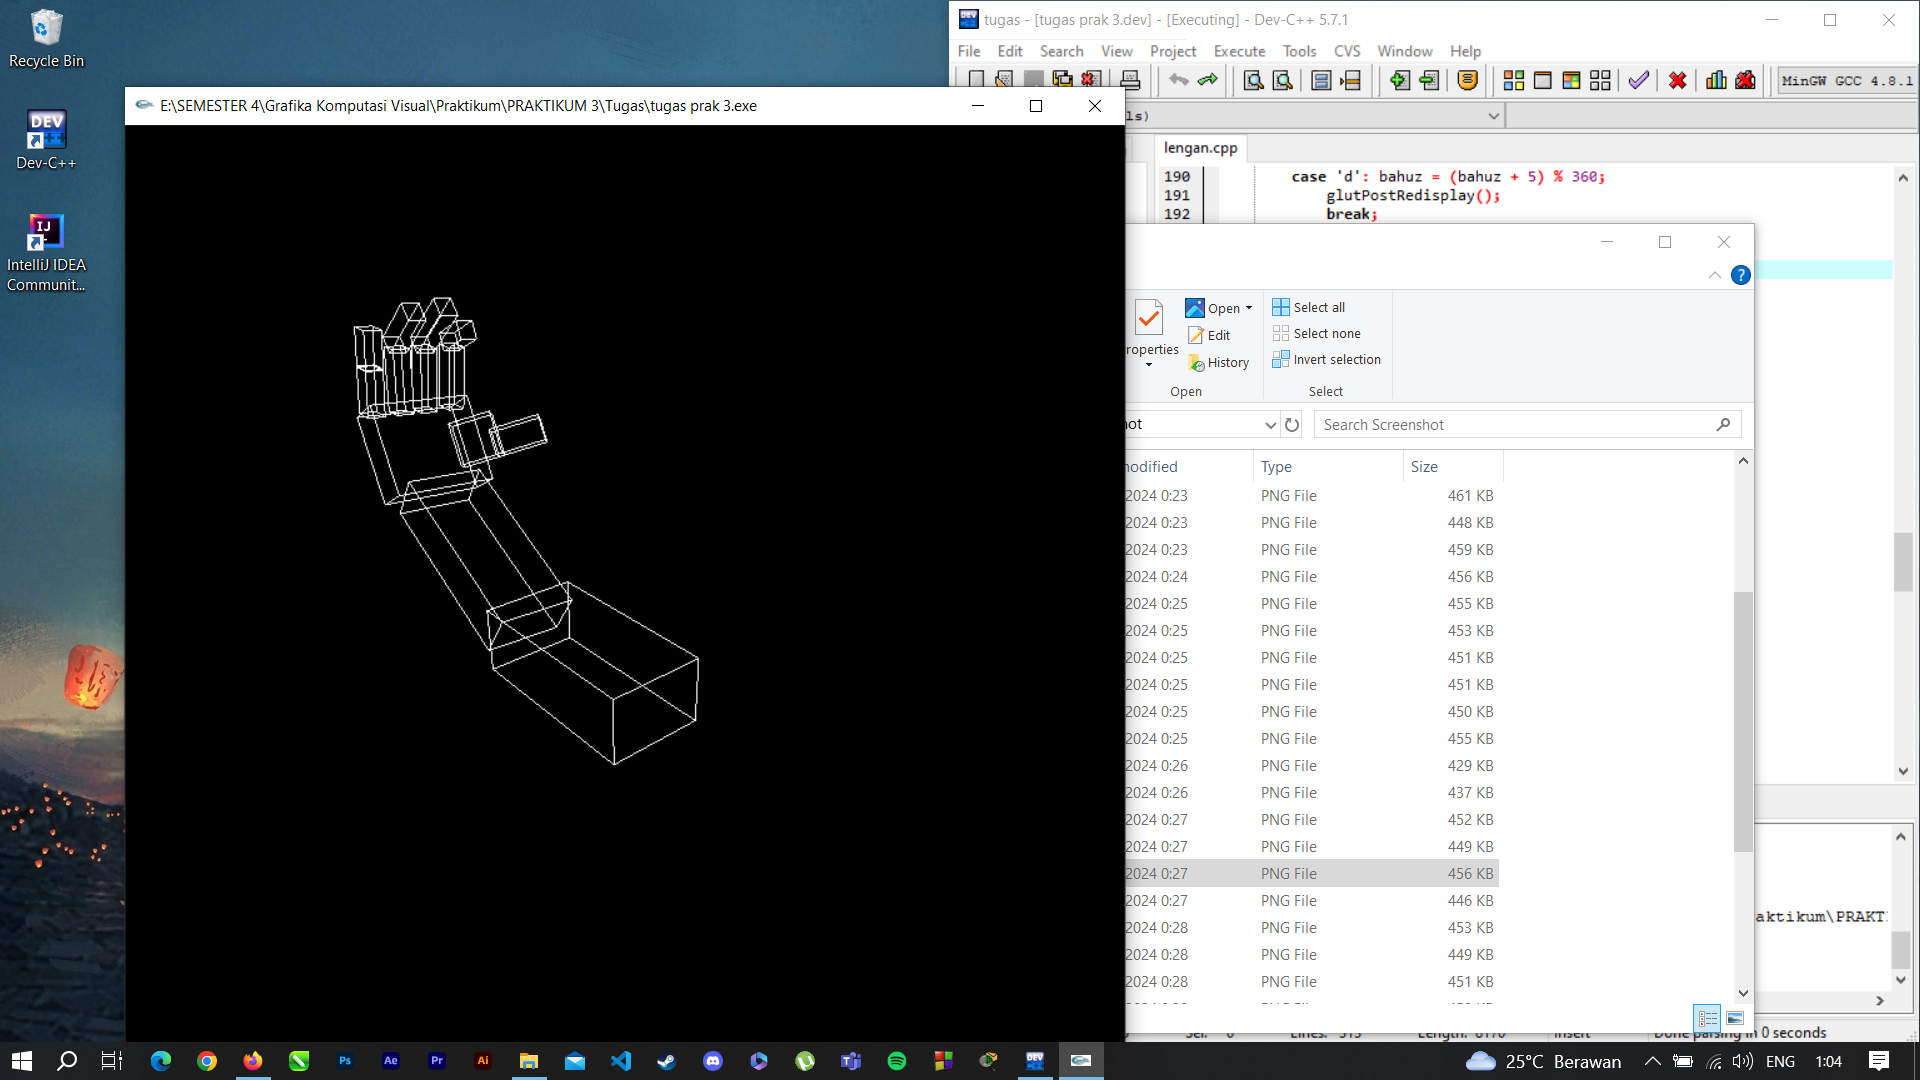 Recycle Bin
Dev-C++
IntelliJ IDEA
Communit...
tugas - [tugas prak 3.dev] - [Executing] - Dev-C++ 5.7.1
File Edit Search View Project Execute Tools CVS Window Help
MinGW GCC 4.8.1
E:\SEMESTER 4\Grafika Komputasi Visual\Praktikum\PRAKTIKUM 3\Tugas\tugas prak 3.exe
ls)
lengan.cpp
190 case 'd': bahuz = (bahuz + 5) % 360;
191 glutPostRedisplay();
192 break;
roperties
Open
Edit
History
Open
Select all
Select none
Invert selection
Select
ot
Search Screenshot
modified Type Size
2024 0:23 PNG File 461 KB
2024 0:23 PNG File 448 KB
2024 0:23 PNG File 459 KB
2024 0:24 PNG File 456 KB
2024 0:25 PNG File 455 KB
2024 0:25 PNG File 453 KB
2024 0:25 PNG File 451 KB
2024 0:25 PNG File 451 KB
2024 0:25 PNG File 450 KB
2024 0:25 PNG File 455 KB
2024 0:26 PNG File 429 KB
2024 0:26 PNG File 437 KB
2024 0:27 PNG File 452 KB
2024 0:27 PNG File 449 KB
2024 0:27 PNG File 456 KB
2024 0:27 PNG File 446 KB
2024 0:28 PNG File 453 KB
2024 0:28 PNG File 449 KB
2024 0:28 PNG File 451 KB
aktikum\PRAKT
Done parsing in 0 seconds
25°C Berawan
ENG
1:04